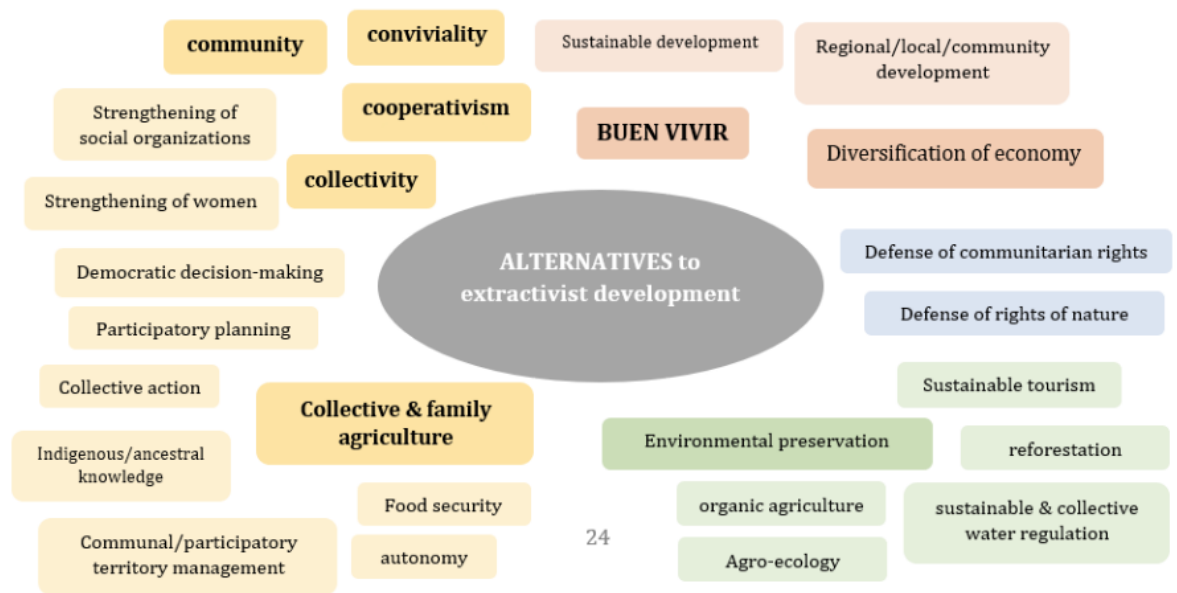 community
conviviality
Sustainable development
Regional/local/community
development
Strengthening of
social organizations
cooperativism
BUEN VIVIR
Diversification of economy
collectivity
Strengthening of women
ALTERNATIVES to
extractivist development
Defense of communitarian rights
Democratic decision-making
Defense of rights of nature
Participatory planning
Collective action
Collective & family
agriculture
Sustainable tourism
Environmental preservation
reforestation
Indigenous/ancestral
knowledge
Food security
organic agriculture
sustainable & collective
water regulation
Communal/participatory
territory management
autonomy
24
Agro-ecology